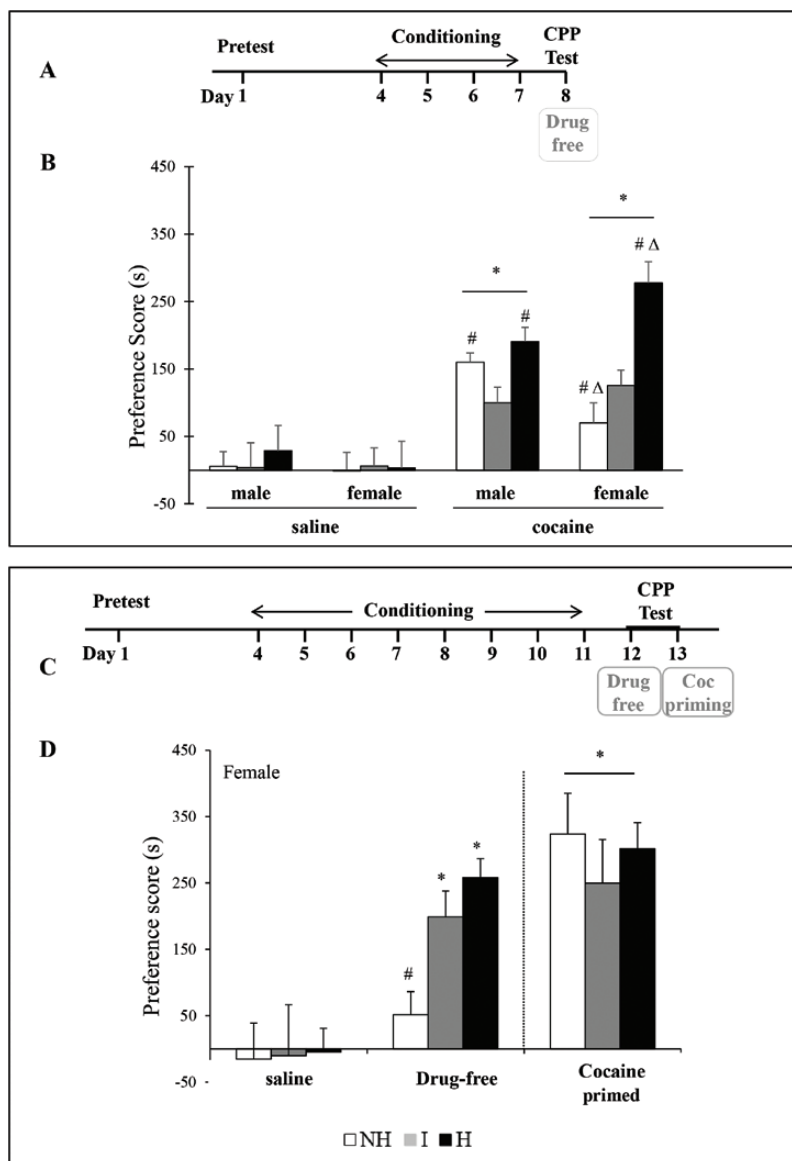 Pretest
Conditioning
CPP
Test
A
Day 1
4
5
6
7
8
Drug
free
B
Preference Score (s)
450
350
250
150
50
-50
*
*
# Δ
#
#
# Δ
male
female
male
female
saline
cocaine
Pretest
Conditioning
CPP
Test
C
Day 1
4
5
6
7
8
9
10
11
12
13
Drug
free
Coc
priming
D
Preference score (s)
450
350
250
150
50
-50
Female
*
*
*
#
saline
Drug-free
Cocaine
primed
NH
I
H